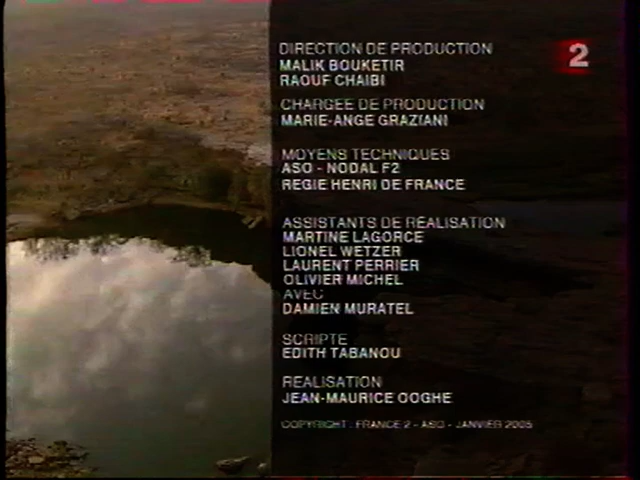 2
DIRECTION DE PRODUCTION
MALIK BOUKETIR
RAOUF CHAIBI
CHARGEE DE PRODUCTION
MARIE-ANGE GRAZIANI
MOYENS TECHNIQUES
ASO - NODAL F2
REGIE HENRI DE FRANCE
ASSISTANTS DE RÉALISATION
MARTINE LAGORCE
LIONEL WETZER
LAURENT PERRIER
OLIVIER MICHEL
AVEC
DAMIEN MURATEL
SCRIPTE
EDITH TABANOU
REALISATION
JEAN-MAURICE OOGHE
COPYRIGHT : FRANCE 2 - ASO - JANVIER 2005